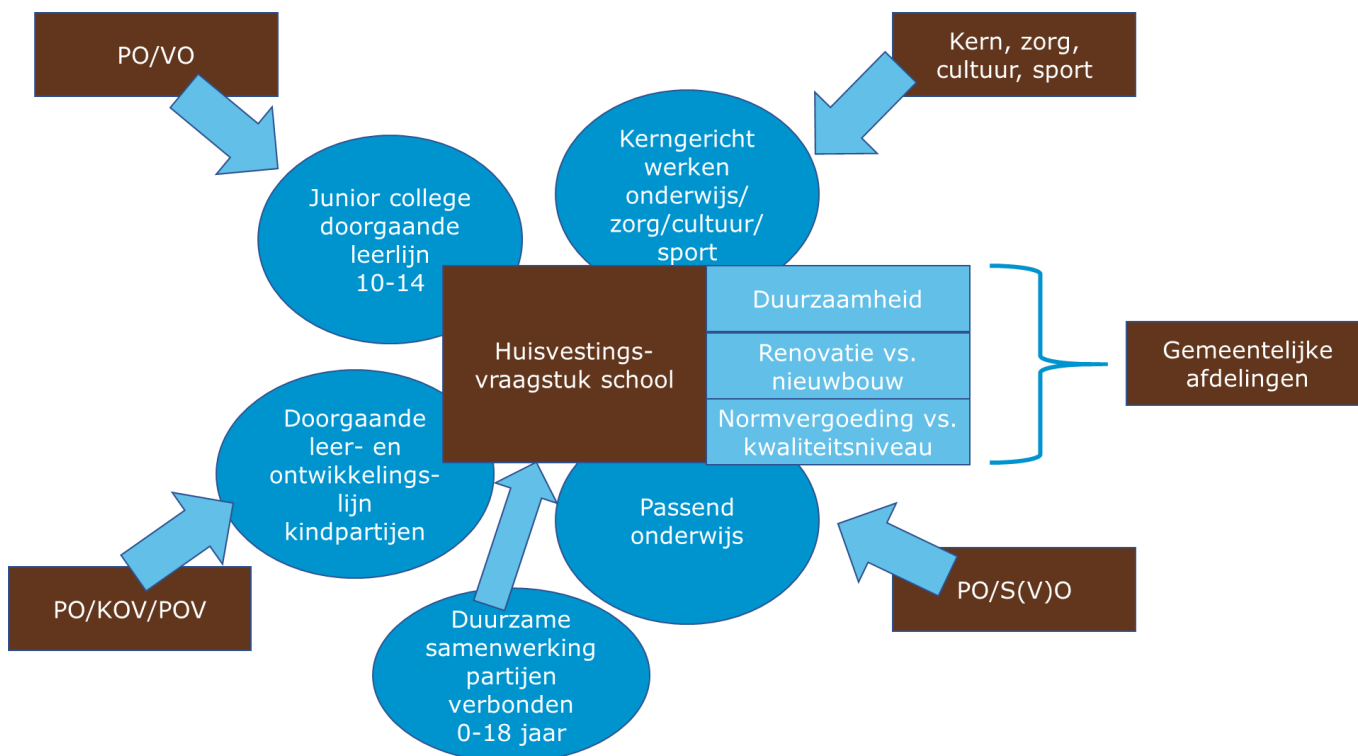 PO/VO
Kern, zorg,
cultuur, sport
Junior college
doorgaande
leerlijn
10-14
Kerngericht
werken
onderwijs/
zorg/cultuur/
sport
Huisvestings-
vraagstuk school
Duurzaamheid
Renovatie vs.
nieuwbouw
Normvergoeding vs.
kwaliteitsniveau
Gemeentelijke
afdelingen
Doorgaande
leer- en
ontwikkelings-
lijn
kindpartijen
Passend
onderwijs
PO/KOV/POV
Duurzame
samenwerking
partijen
verbonden
0-18 jaar
PO/S(V)O